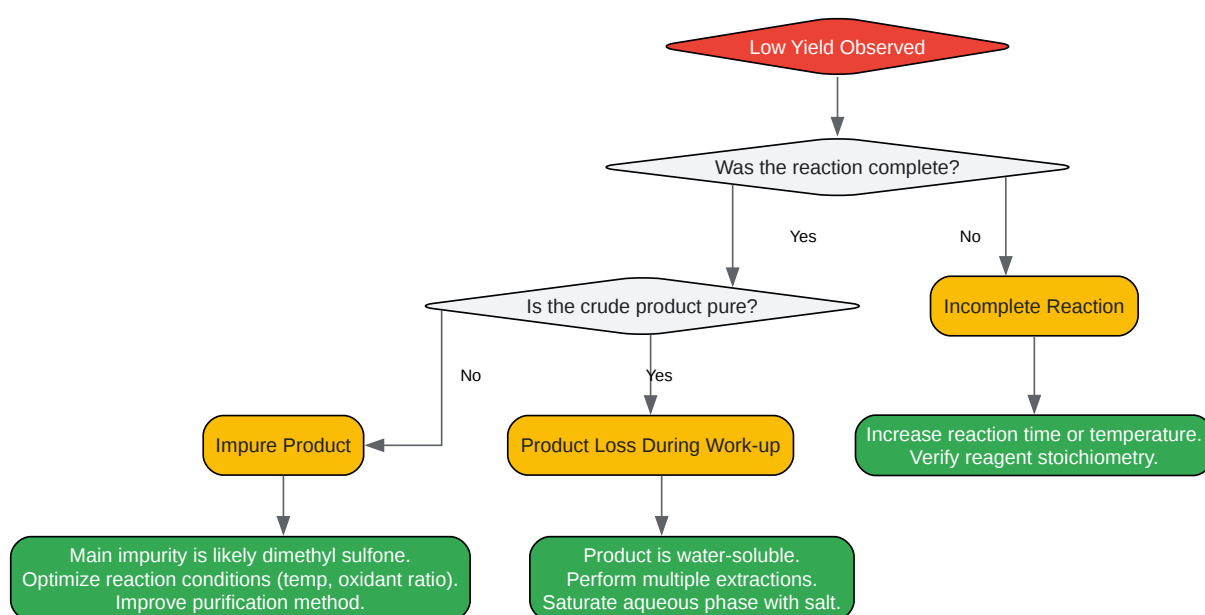 Low Yield Observed
Was the reaction complete?
Yes
No
Is the crude product pure?
Incomplete Reaction
No
Yes
Impure Product
Product Loss During Work-up
Increase reaction time or temperature.
Verify reagent stoichiometry.
Main impurity is likely dimethyl sulfone.
Optimize reaction conditions (temp, oxidant ratio).
Improve purification method.
Product is water-soluble.
Perform multiple extractions.
Saturate aqueous phase with salt.